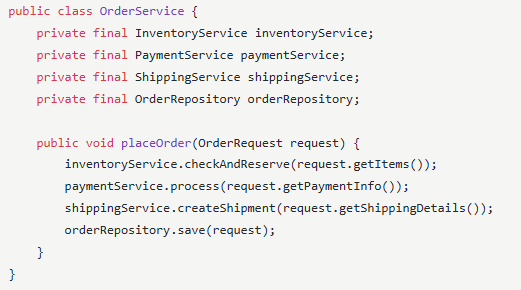 public class OrderService {
    private final InventoryService inventoryService;
    private final PaymentService paymentService;
    private final ShippingService shippingService;
    private final OrderRepository orderRepository;

    public void placeOrder(OrderRequest request) {
        inventoryService.checkAndReserve(request.getItems());
        paymentService.process(request.getPaymentInfo());
        shippingService.createShipment(request.getShippingDetails());
        orderRepository.save(request);
    }
}